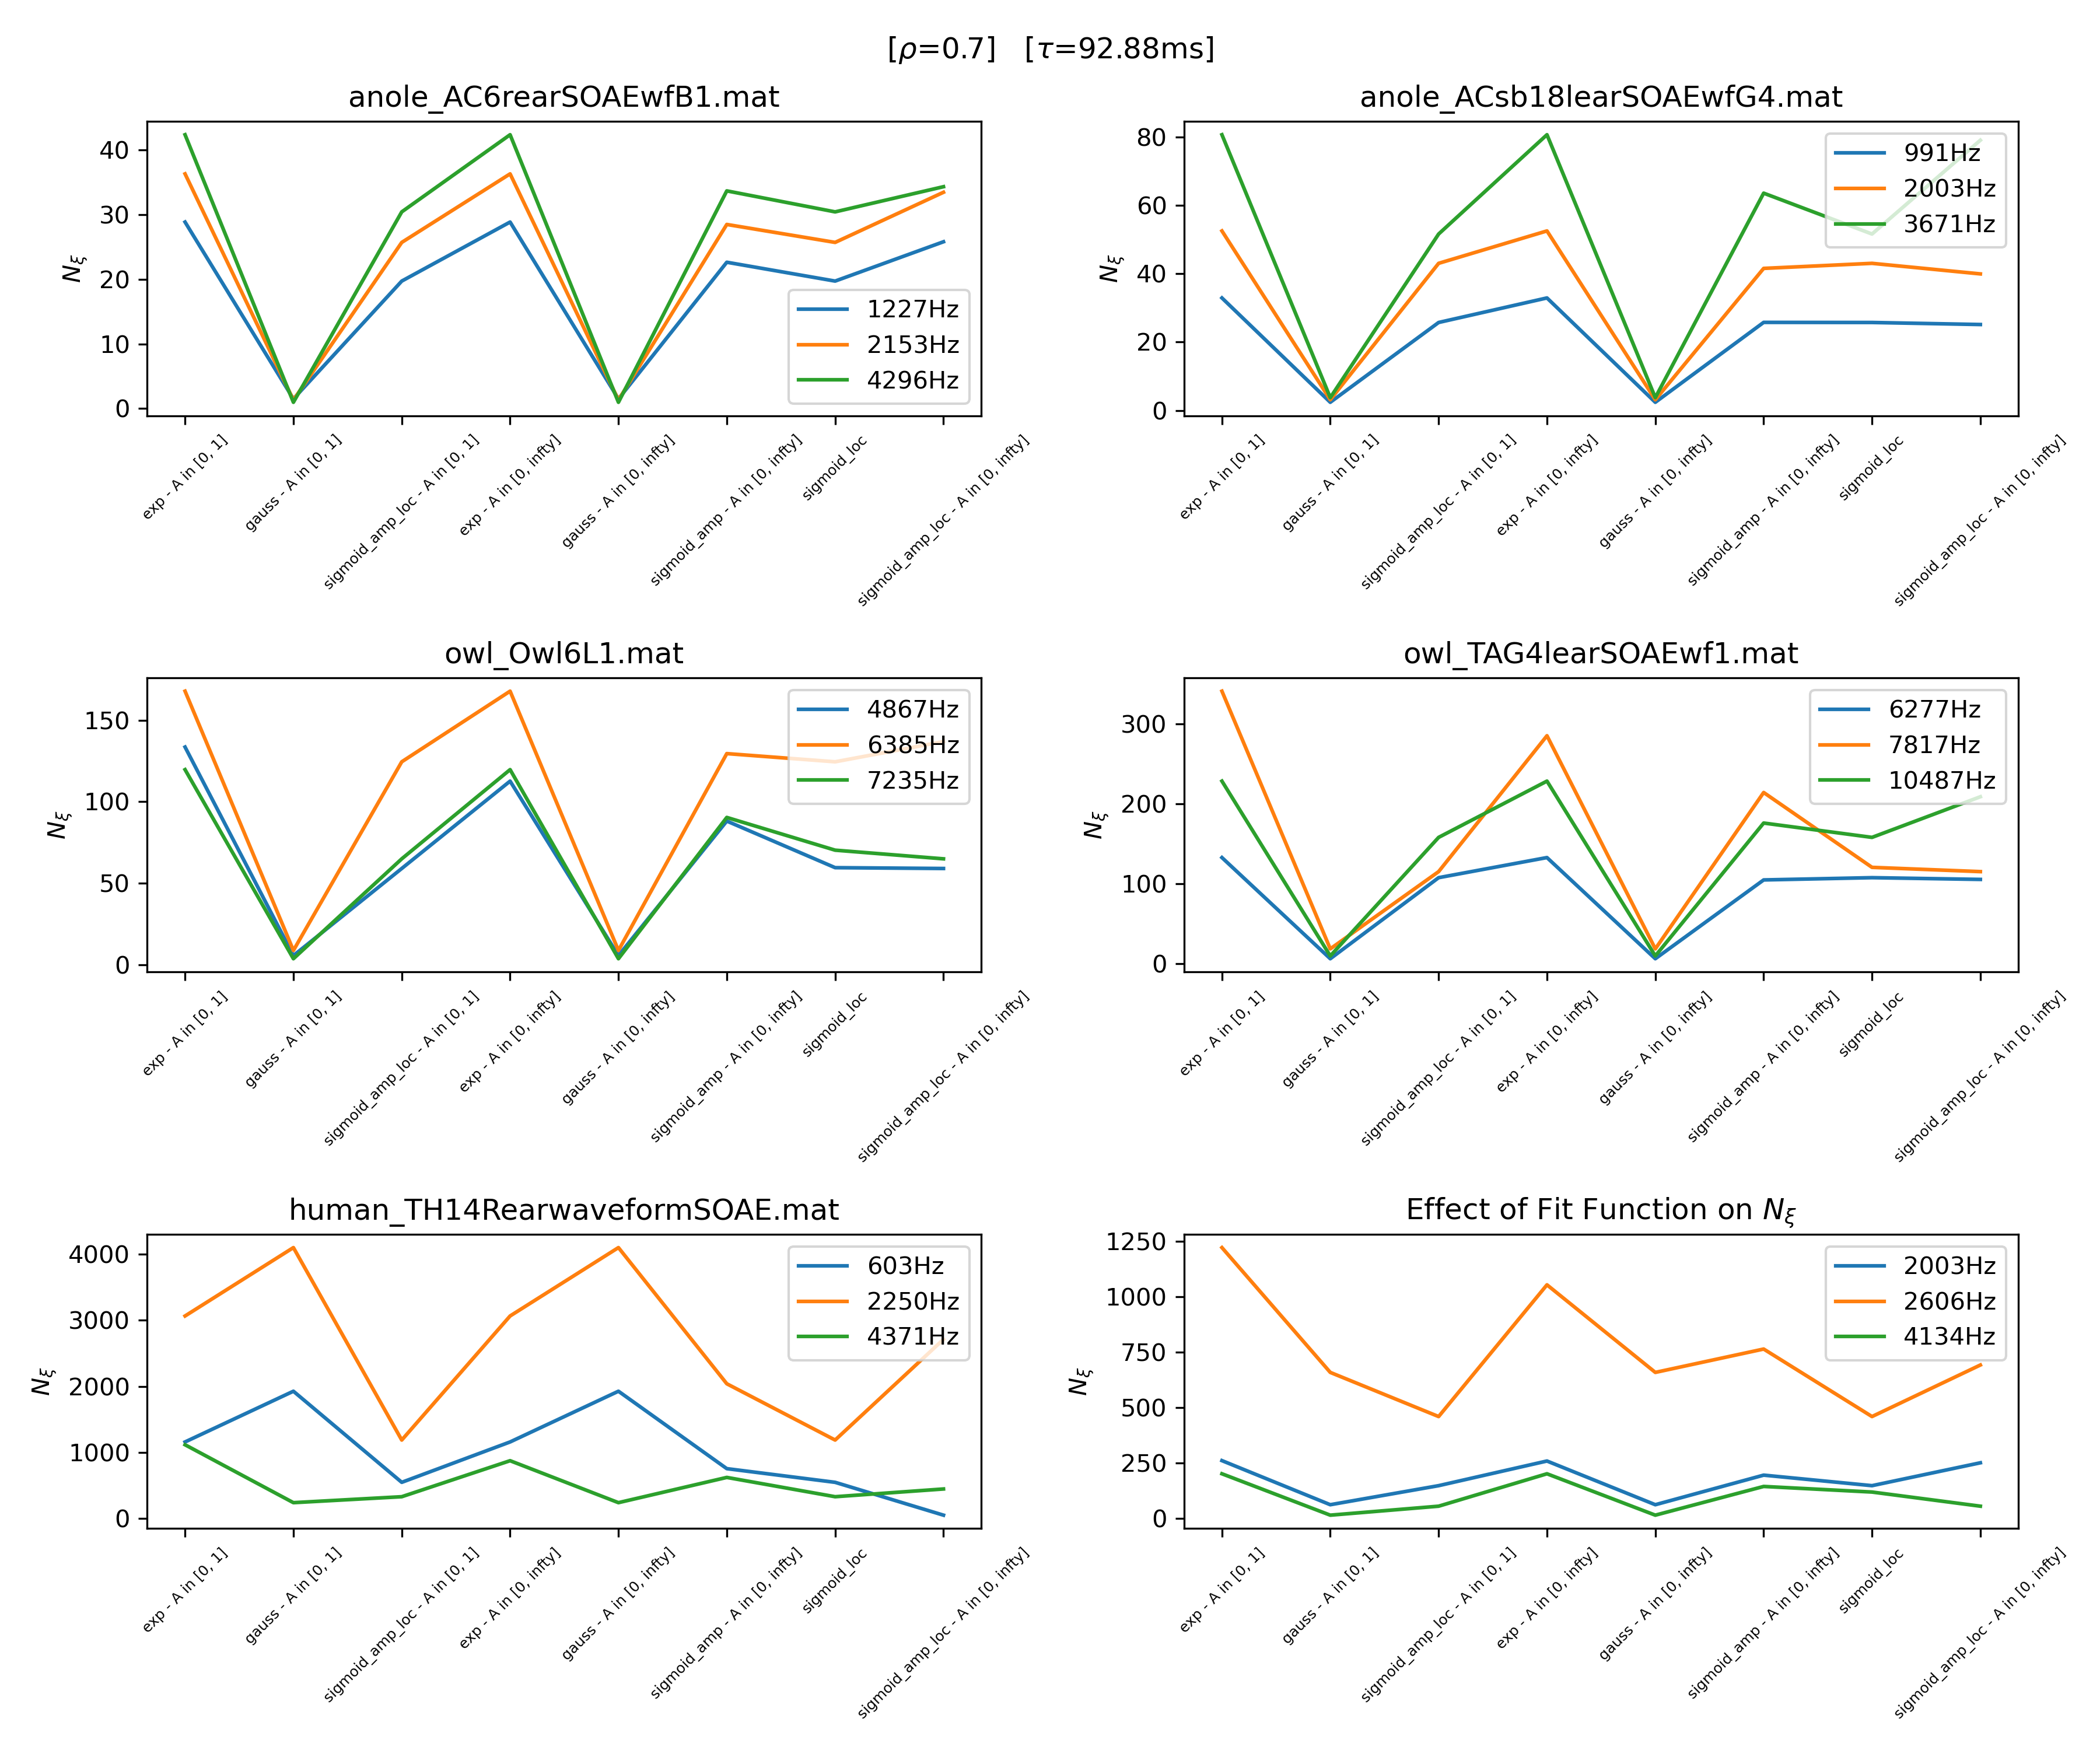 [ρ=0.7] [τ=92.88ms]
anole_AC6rearSOAEwfB1.mat
40
30
20
10
0
N_ξ
1227Hz
2153Hz
4296Hz
exp - A in [0, 1]
gauss - A in [0, 1]
sigmoid_amp_loc - A in [0, 1]
exp - A in [0, infty]
gauss - A in [0, infty]
sigmoid_amp - A in [0, infty]
sigmoid_loc
sigmoid_amp_loc - A in [0, infty]
anole_ACsb18learSOAEwfG4.mat
80
60
40
20
0
N_ξ
991Hz
2003Hz
3671Hz
exp - A in [0, 1]
gauss - A in [0, 1]
sigmoid_amp_loc - A in [0, 1]
exp - A in [0, infty]
gauss - A in [0, infty]
sigmoid_amp - A in [0, infty]
sigmoid_loc
sigmoid_amp_loc - A in [0, infty]
owl_Owl6L1.mat
150
100
50
0
N_ξ
4867Hz
6385Hz
7235Hz
exp - A in [0, 1]
gauss - A in [0, 1]
sigmoid_amp_loc - A in [0, 1]
exp - A in [0, infty]
gauss - A in [0, infty]
sigmoid_amp - A in [0, infty]
sigmoid_loc
sigmoid_amp_loc - A in [0, infty]
owl_TAG4learSOAEwf1.mat
300
200
100
0
N_ξ
6277Hz
7817Hz
10487Hz
exp - A in [0, 1]
gauss - A in [0, 1]
sigmoid_amp_loc - A in [0, 1]
exp - A in [0, infty]
gauss - A in [0, infty]
sigmoid_amp - A in [0, infty]
sigmoid_loc
sigmoid_amp_loc - A in [0, infty]
human_TH14RearwaveformSOAE.mat
4000
3000
2000
1000
0
N_ξ
603Hz
2250Hz
4371Hz
exp - A in [0, 1]
gauss - A in [0, 1]
sigmoid_amp_loc - A in [0, 1]
exp - A in [0, infty]
gauss - A in [0, infty]
sigmoid_amp - A in [0, infty]
sigmoid_loc
sigmoid_amp_loc - A in [0, infty]
Effect of Fit Function on N_ξ
1250
1000
750
500
250
0
N_ξ
2003Hz
2606Hz
4134Hz
exp - A in [0, 1]
gauss - A in [0, 1]
sigmoid_amp_loc - A in [0, 1]
exp - A in [0, infty]
gauss - A in [0, infty]
sigmoid_amp - A in [0, infty]
sigmoid_loc
sigmoid_amp_loc - A in [0, infty]